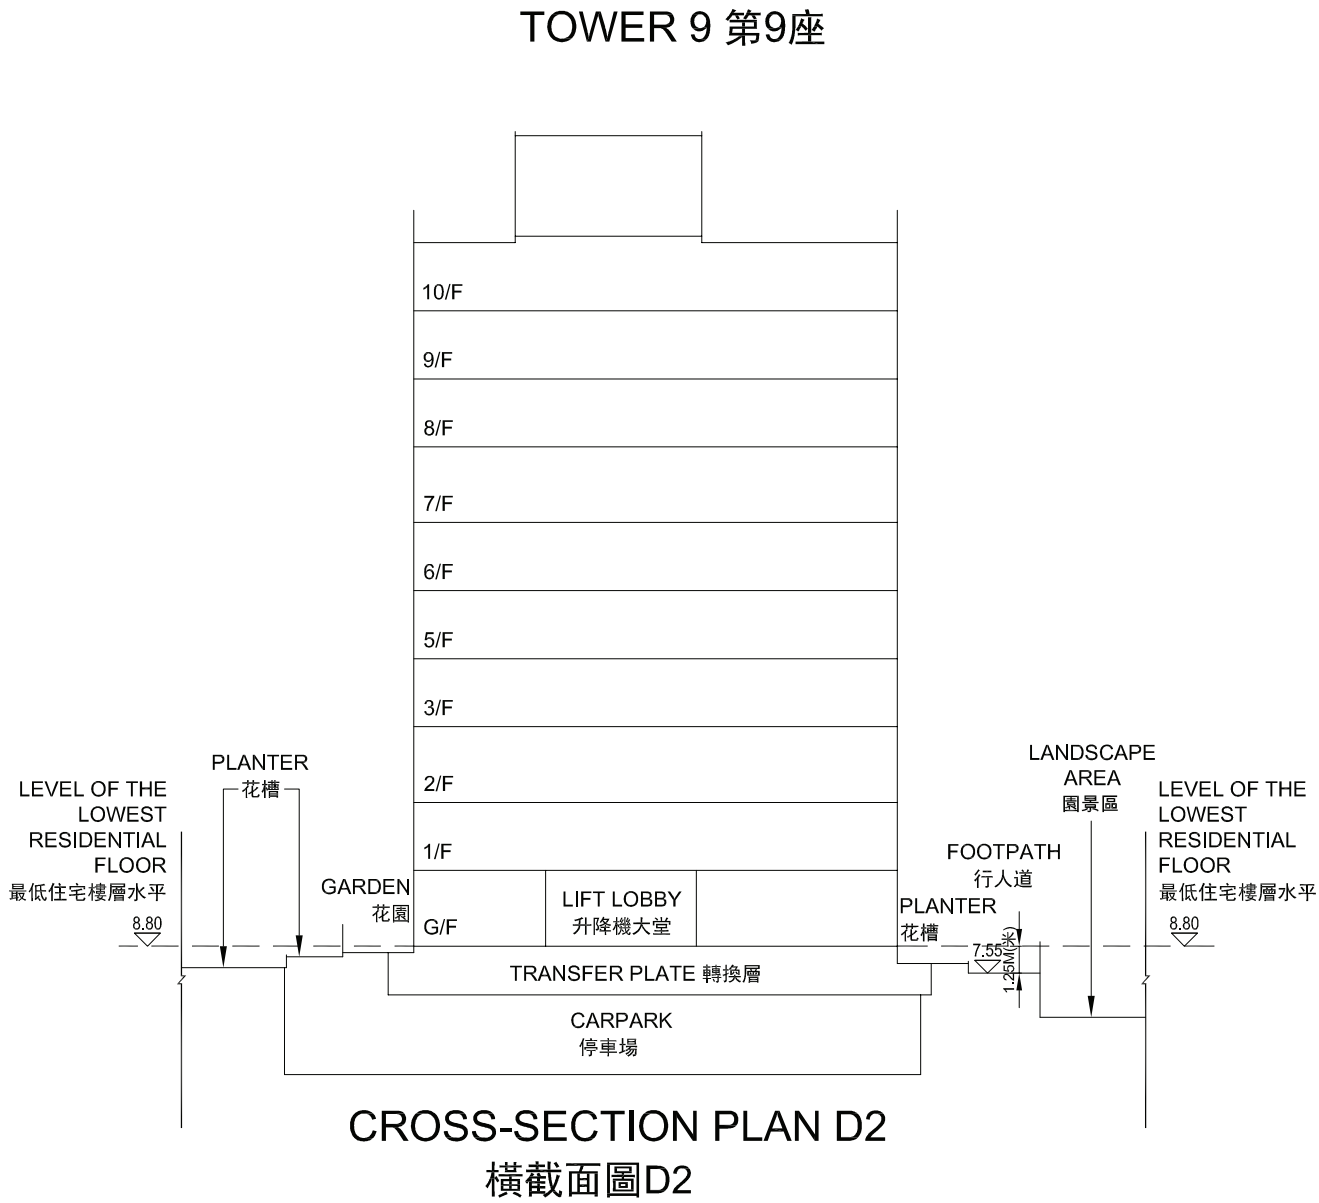 TOWER 9 第9座
10/F
9/F
8/F
7/F
6/F
5/F
3/F
2/F
1/F
G/F
LIFT LOBBY
升降機大堂
PLANTER
花槽
LEVEL OF THE
LOWEST
RESIDENTIAL
FLOOR
最低住宅樓層水平
8.80
GARDEN
花園
PLANTER
花槽
FOOTPATH
行人道
7.55
1.25M(米)
LANDSCAPE
AREA
園景區
LEVEL OF THE
LOWEST
RESIDENTIAL
FLOOR
最低住宅樓層水平
8.80
TRANSFER PLATE 轉換層
CARPARK
停車場
CROSS-SECTION PLAN D2
橫截面圖D2